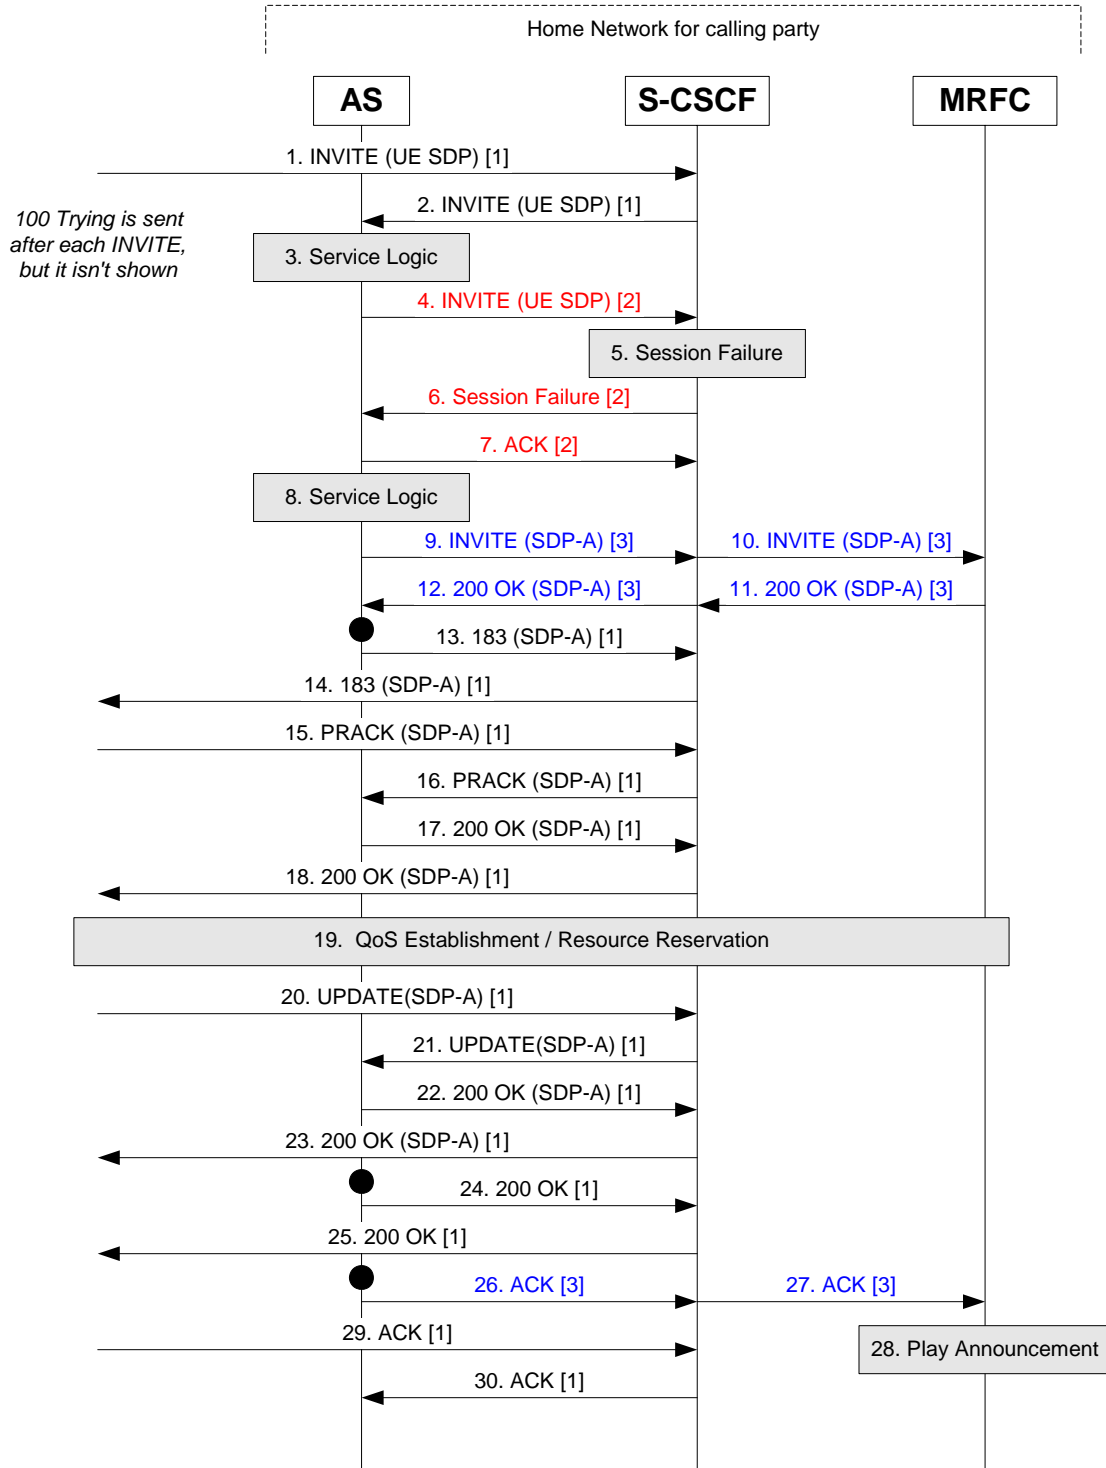 Home Network for calling party
AS
S-CSCF
MRFC
1. INVITE (UE SDP) [1]
2. INVITE (UE SDP) [1]
100 Trying is sent
after each INVITE,
but it isn't shown
3. Service Logic
4. INVITE (UE SDP) [2]
5. Session Failure
6. Session Failure [2]
7. ACK [2]
8. Service Logic
9. INVITE (SDP-A) [3]
10. INVITE (SDP-A) [3]
12. 200 OK (SDP-A) [3]
11. 200 OK (SDP-A) [3]
13. 183 (SDP-A) [1]
14. 183 (SDP-A) [1]
15. PRACK (SDP-A) [1]
16. PRACK (SDP-A) [1]
17. 200 OK (SDP-A) [1]
18. 200 OK (SDP-A) [1]
19. QoS Establishment / Resource Reservation
20. UPDATE(SDP-A) [1]
21. UPDATE(SDP-A) [1]
22. 200 OK (SDP-A) [1]
23. 200 OK (SDP-A) [1]
24. 200 OK [1]
25. 200 OK [1]
26. ACK [3]
27. ACK [3]
29. ACK [1]
28. Play Announcement
30. ACK [1]